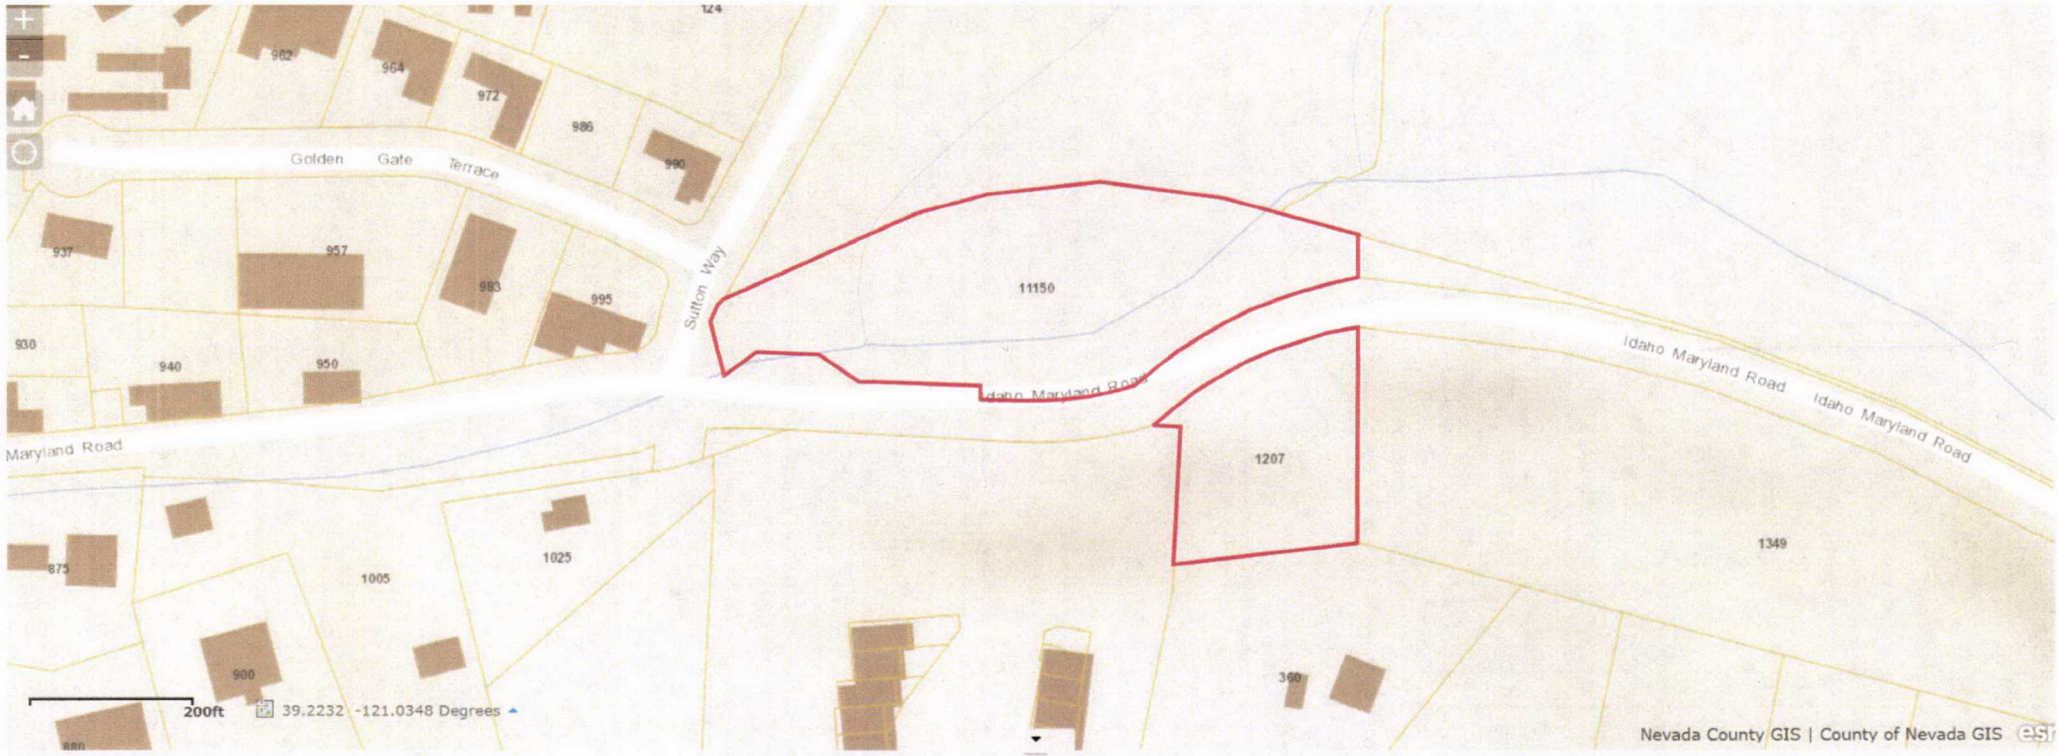 +
124
-
962
964
972
986
990
Golden Gate Terrace
937
957
983
995
Sutton Way
11150
930
940
950
Idaho Maryland Road
Idaho Maryland Road
Idaho Maryland Road
Maryland Road
1207
875
1005
1025
1349
900
360
200ft
39.2232 -121.0348 Degrees
880
Nevada County GIS | County of Nevada GIS
esr